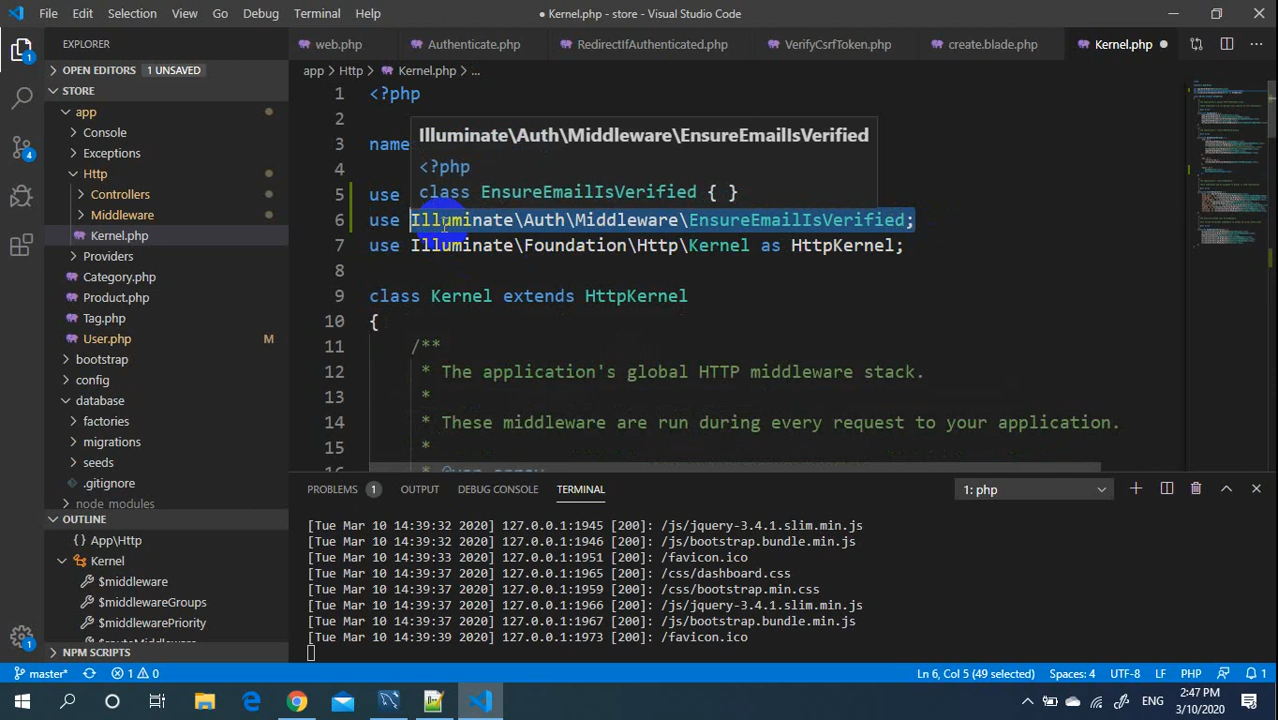 File Edit Selection View Go Debug Terminal Help
● Kernel.php - store - Visual Studio Code
EXPLORER
web.php Authenticate.php RedirectIfAuthenticated.php VerifyCsrfToken.php create.blade.php Kernel.php ●
OPEN EDITORS 1 UNSAVED
app > Http > Kernel.php > ...
STORE
app
Console
Exceptions
Http
Controllers
Middleware
Kernel.php
Providers
Category.php
Product.php
Tag.php
User.php M
bootstrap
config
database
factories
migrations
seeds
.gitignore
node_modules
OUTLINE
{} App\Http
Kernel
$middleware
$middlewareGroups
$middlewarePriority
NPM SCRIPTS
1 <?php
2
3 name
4
5 use
6 use Illuminate\Auth\Middleware\EnsureEmailIsVerified;
7 use Illuminate\Foundation\Http\Kernel as HttpKernel;
8
9 class Kernel extends HttpKernel
10 {
11 /**
12 * The application's global HTTP middleware stack.
13 *
14 * These middleware are run during every request to your application.
15 *
16 * @var array
Illuminate\Auth\Middleware\EnsureEmailIsVerified
<?php
class EnsureEmailIsVerified { }
PROBLEMS 1 OUTPUT DEBUG CONSOLE TERMINAL
1: php
[Tue Mar 10 14:39:32 2020] 127.0.0.1:1945 [200]: /js/jquery-3.4.1.slim.min.js
[Tue Mar 10 14:39:32 2020] 127.0.0.1:1946 [200]: /js/bootstrap.bundle.min.js
[Tue Mar 10 14:39:33 2020] 127.0.0.1:1951 [200]: /favicon.ico
[Tue Mar 10 14:39:37 2020] 127.0.0.1:1958 [200]: /css/dashboard.css
[Tue Mar 10 14:39:37 2020] 127.0.0.1:1959 [200]: /css/bootstrap.min.css
[Tue Mar 10 14:39:37 2020] 127.0.0.1:1966 [200]: /js/jquery-3.4.1.slim.min.js
[Tue Mar 10 14:39:37 2020] 127.0.0.1:1967 [200]: /js/bootstrap.bundle.min.js
[Tue Mar 10 14:39:39 2020] 127.0.0.1:1973 [200]: /favicon.ico
master* 1 0
Ln 6, Col 5 (49 selected) Spaces: 4 UTF-8 LF PHP 1
ENG
2:47 PM
3/10/2020